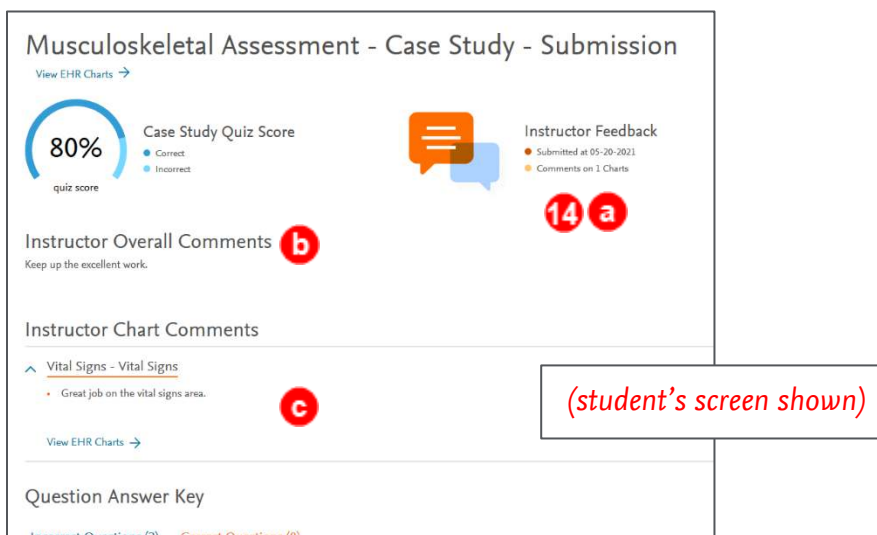 Musculoskeletal Assessment - Case Study - Submission
View EHR Charts →
80%
quiz score
Case Study Quiz Score
Correct
Incorrect
Instructor Feedback
Submitted at 05-20-2021
Comments on 1 Charts
14 a
Instructor Overall Comments b
Keep up the excellent work.
Instructor Chart Comments
Vital Signs - Vital Signs
• Great job on the vital signs area.
c
(student's screen shown)
View EHR Charts →
Question Answer Key